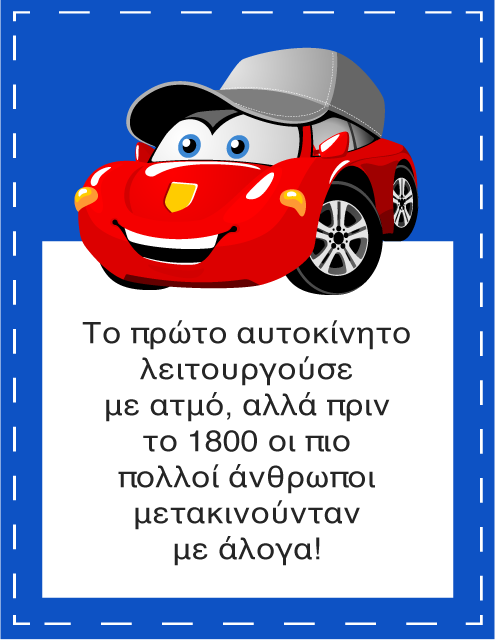 Το πρώτο αυτοκίνητο
λειτουργούσε
με ατμό, αλλά πριν
το 1800 οι πιο
πολλοί άνθρωποι
μετακινούνταν
με άλογα!